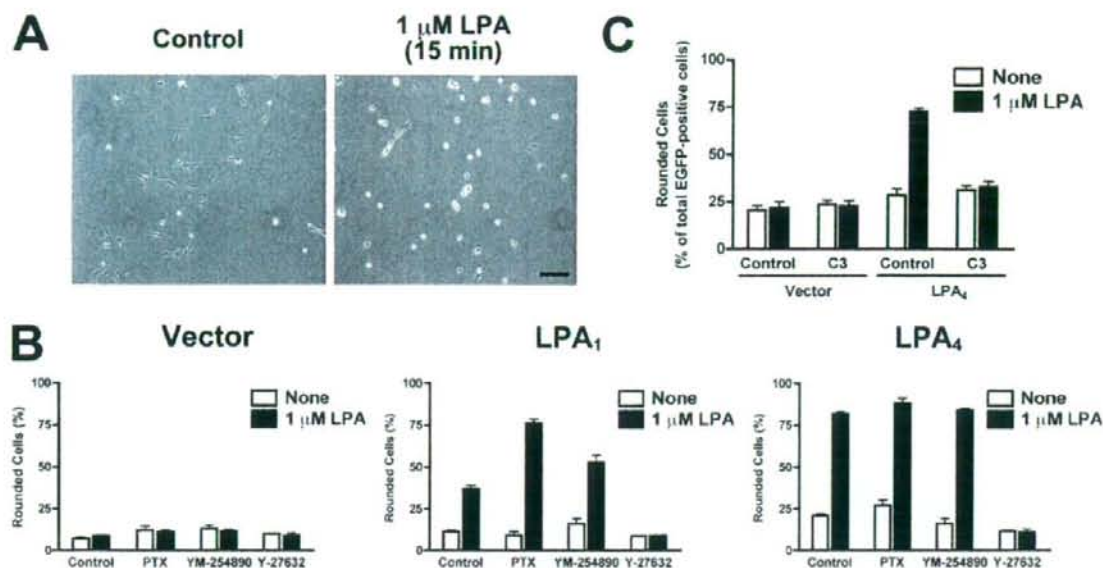 A
Control
1 μM LPA
(15 min)
C
Rounded Cells
(% of total EGFP-positive cells)
100
75
50
25
0
None
1 μM LPA
Control
C3
Control
C3
Vector
LPA₄
B
Vector
Rounded Cells (%)
100
75
50
25
0
None
1 μM LPA
Control
PTX
YM-254890
Y-27632
LPA₁
Rounded Cells (%)
100
75
50
25
0
None
1 μM LPA
Control
PTX
YM-254890
Y-27632
LPA₄
Rounded Cells (%)
100
75
50
25
0
None
1 μM LPA
Control
PTX
YM-254890
Y-27632